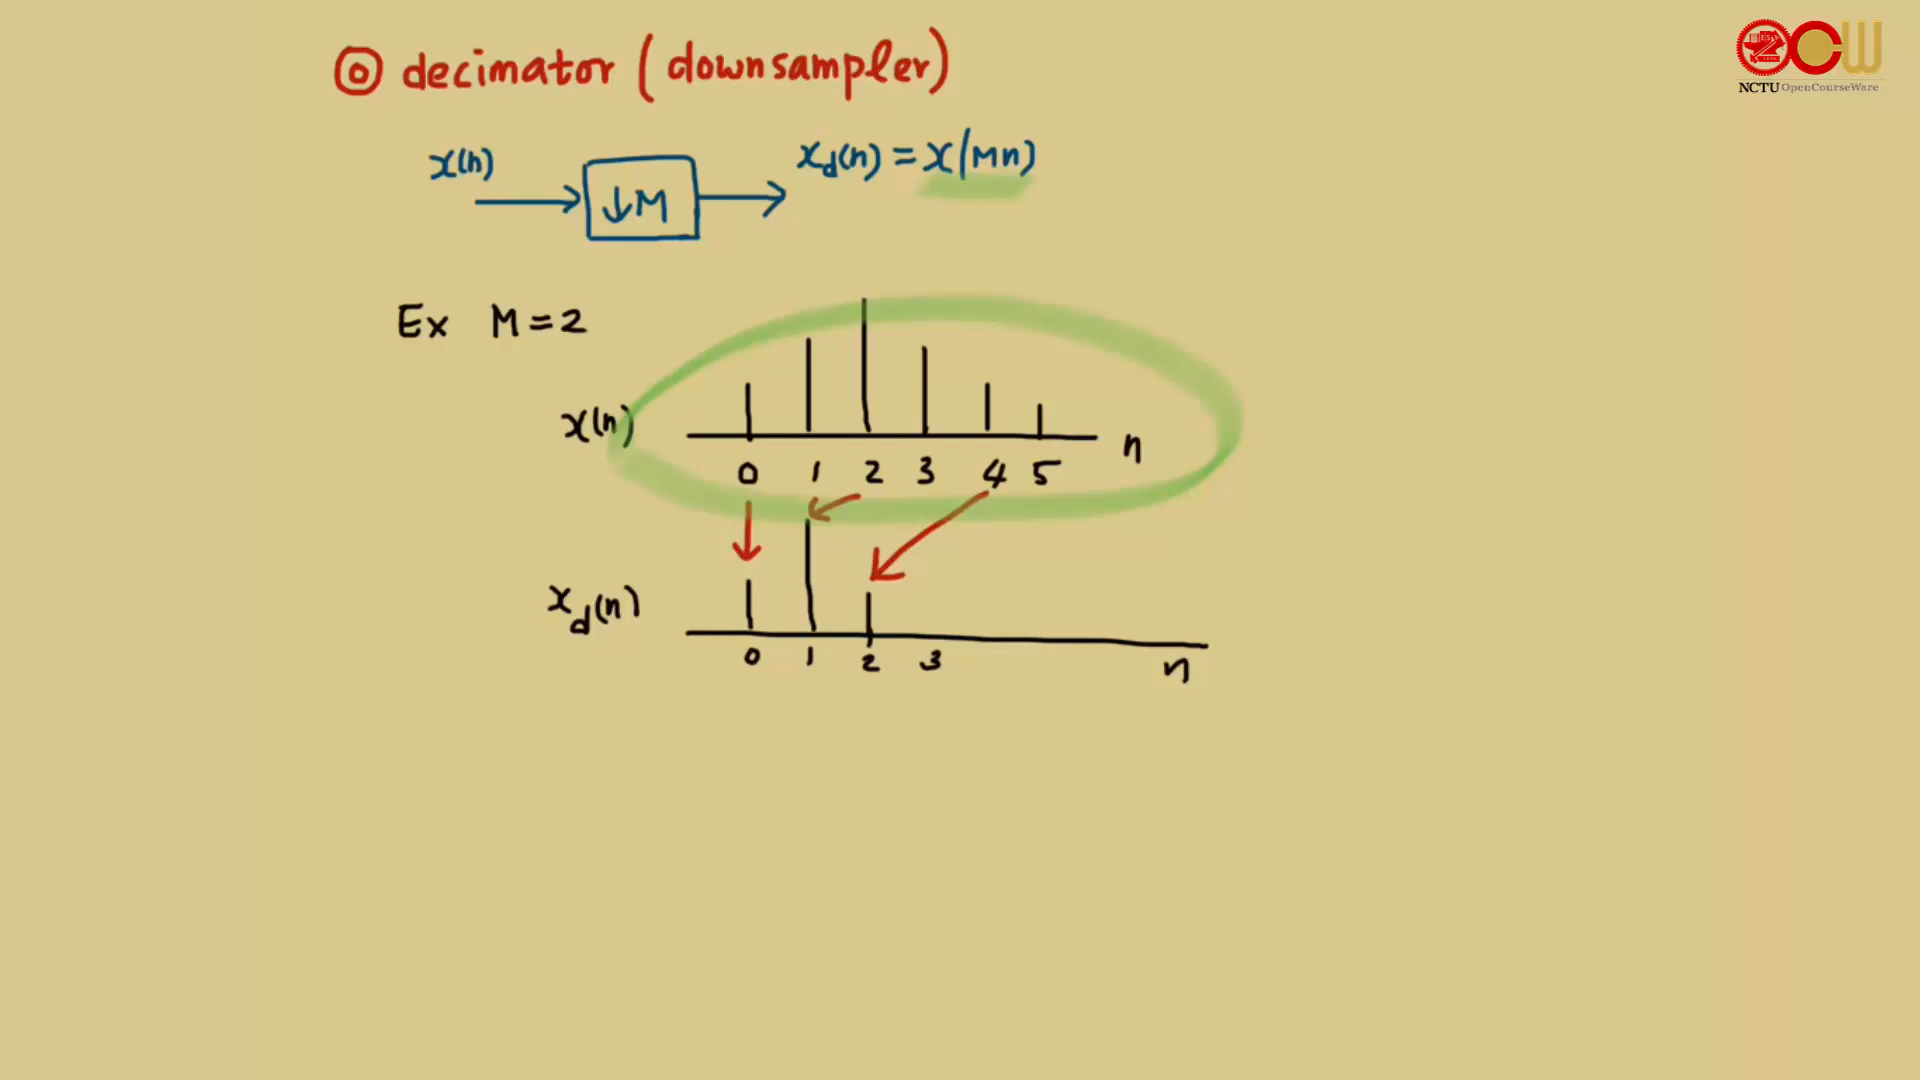 ⊚ decimator (downsampler)
x(n)
↓M
x_d(n) = x(Mn)
Ex M=2
x(n)
0 1 2 3 4 5
n
x_d(n)
0 1 2 3
n
NCTU OpenCourseWare